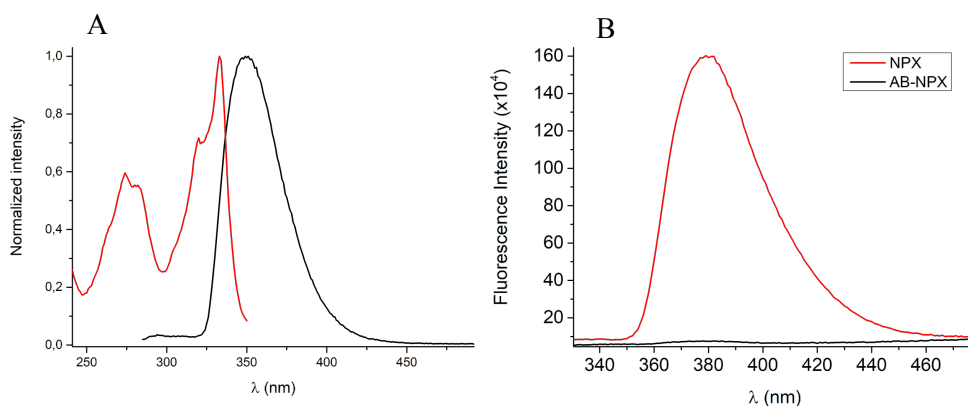 A
Normalized intensity
1,0
0,8
0,6
0,4
0,2
0,0
250 300 350 400 450
λ (nm)
B
Fluorescence Intensity (x10⁴)
160
140
120
100
80
60
40
20
340 360 380 400 420 440 460
λ (nm)
NPX
AB-NPX